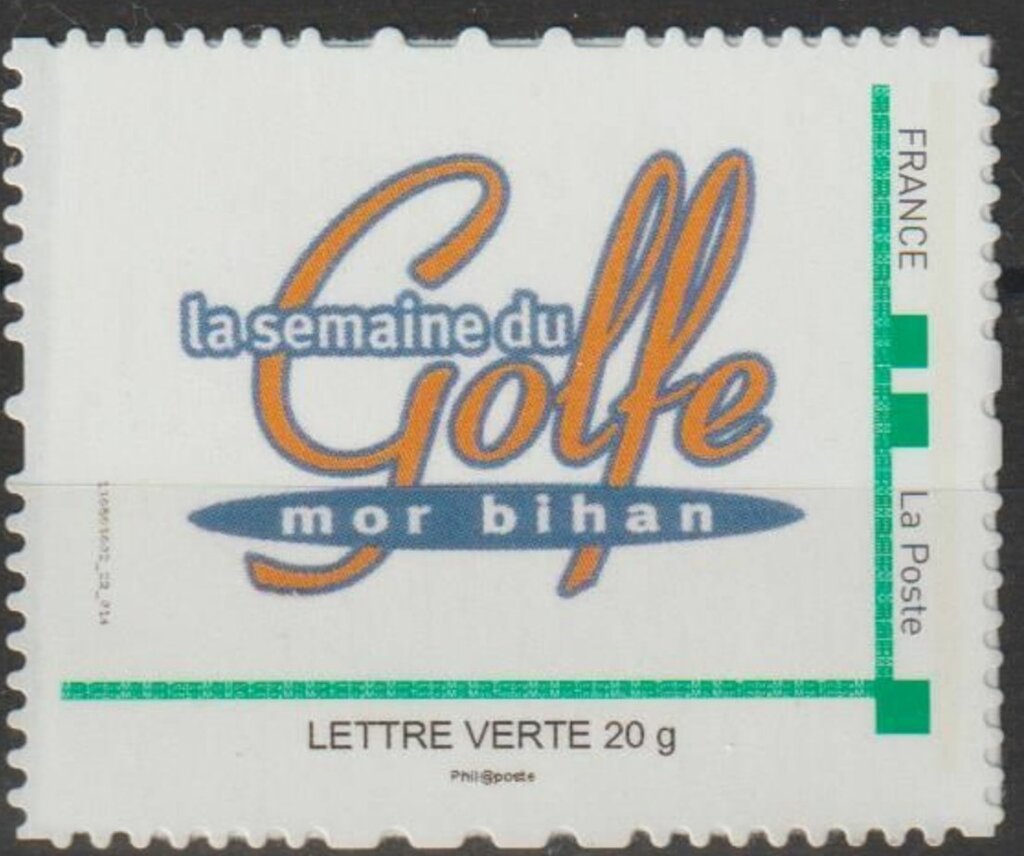 la semaine du
Golfe
mor bihan
FRANCE
La Poste
LETTRE VERTE 20 g
Phil@poste